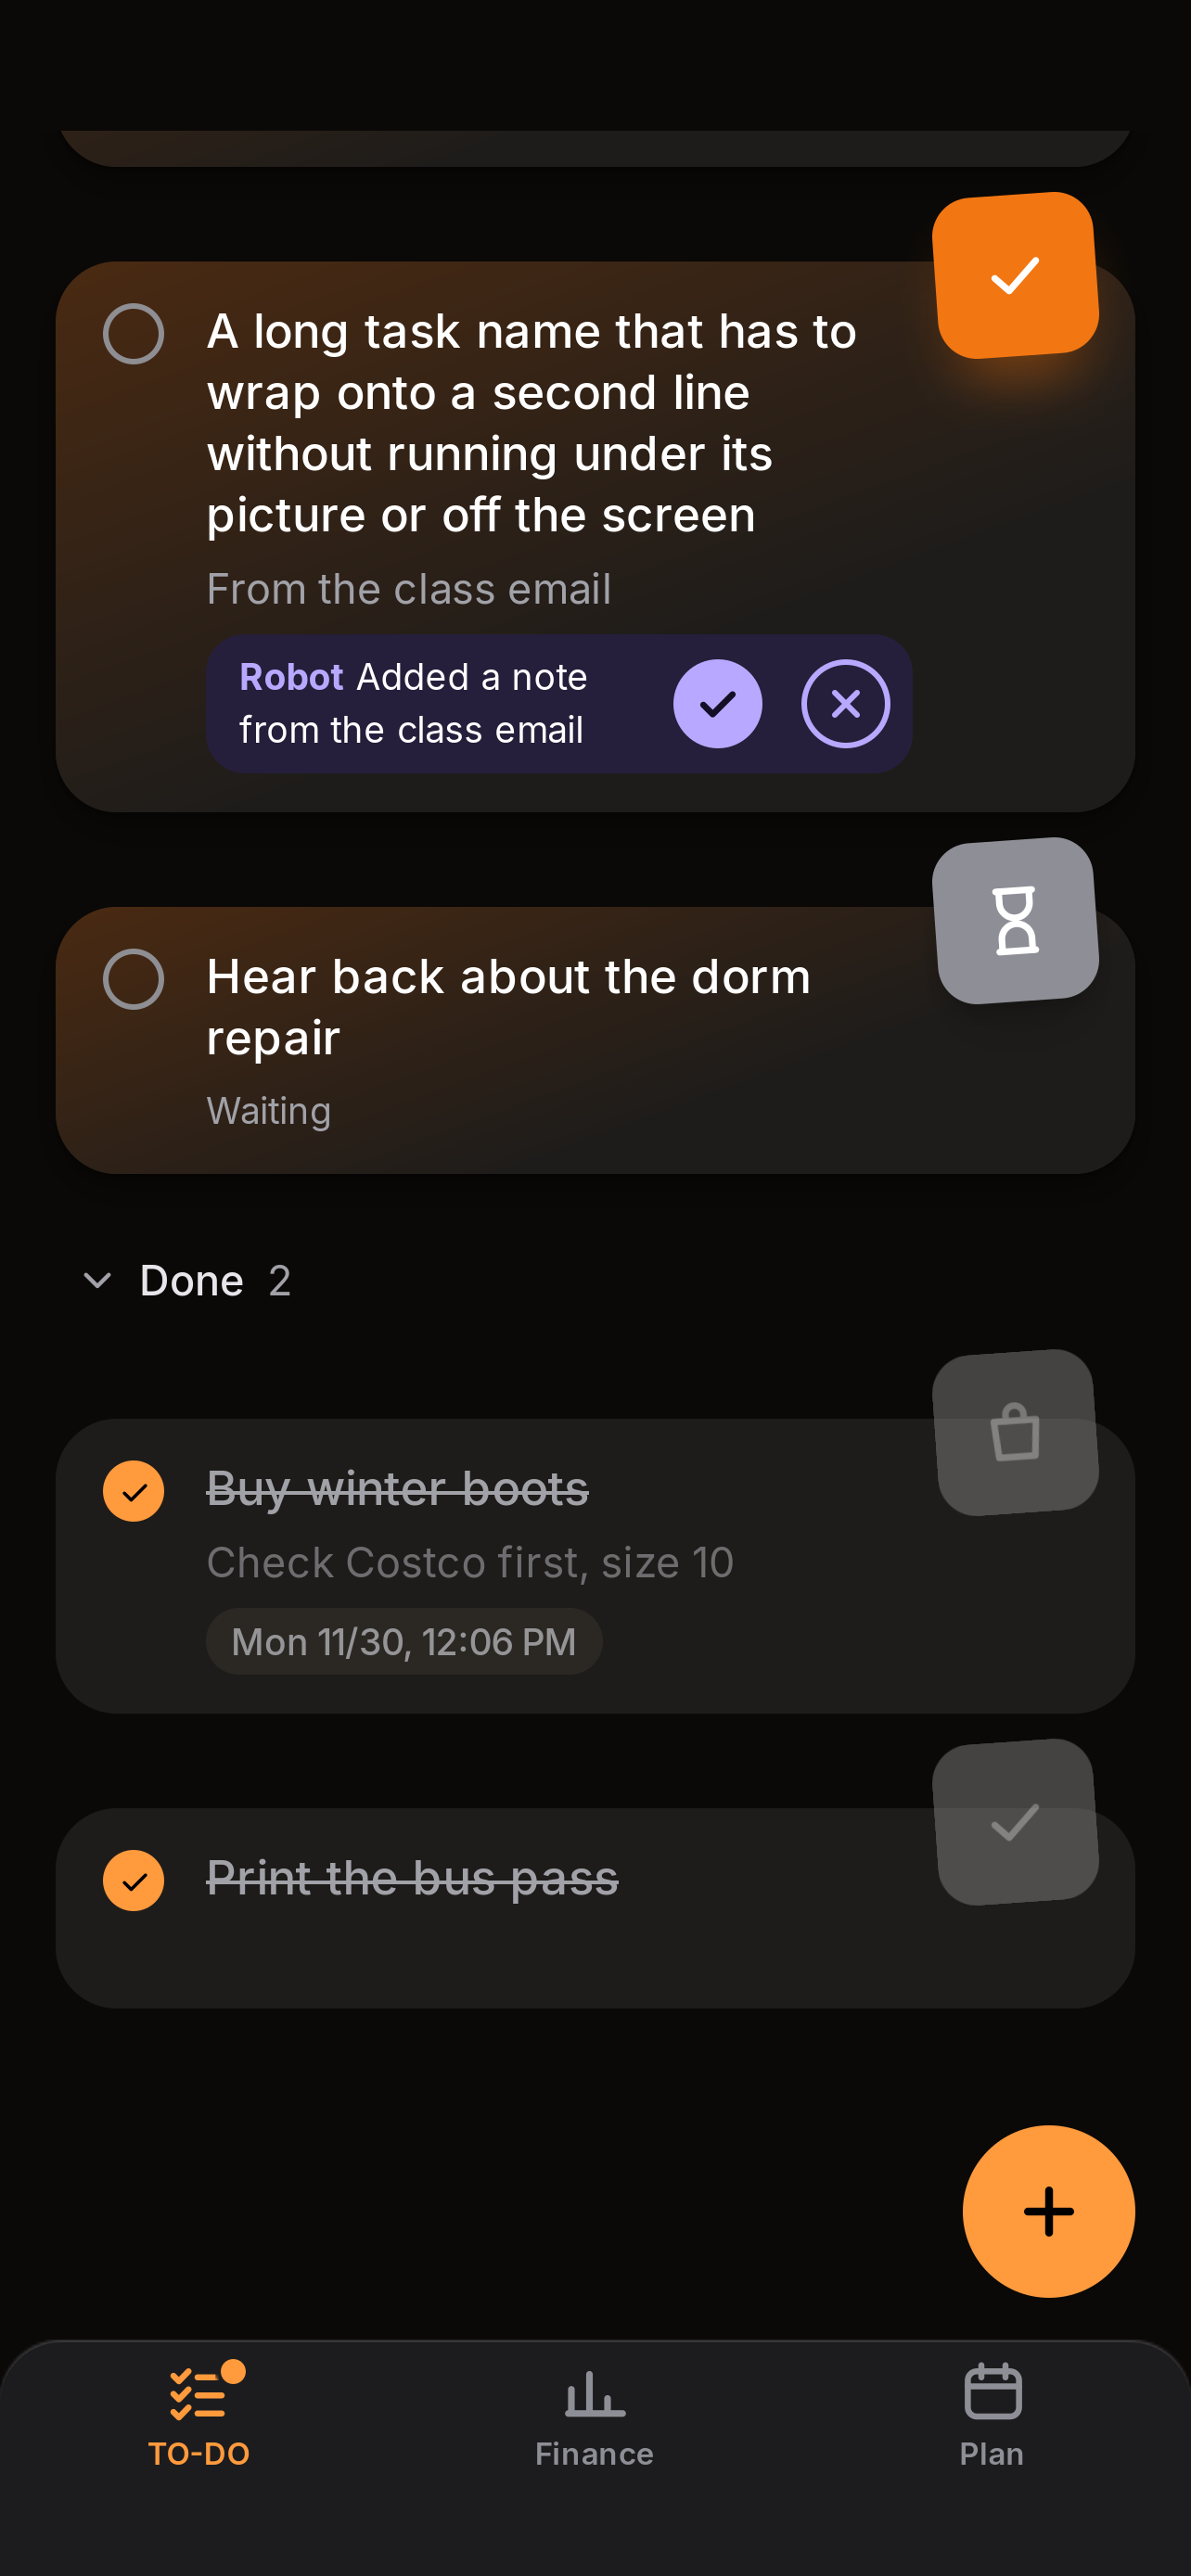 A long task name that has to
wrap onto a second line
without running under its
picture or off the screen
From the class email
Robot Added a note
from the class email
Hear back about the dorm
repair
Waiting
Done 2
Buy winter boots
Check Costco first, size 10
Mon 11/30, 12:06 PM
Print the bus pass
TO-DO
Finance
Plan